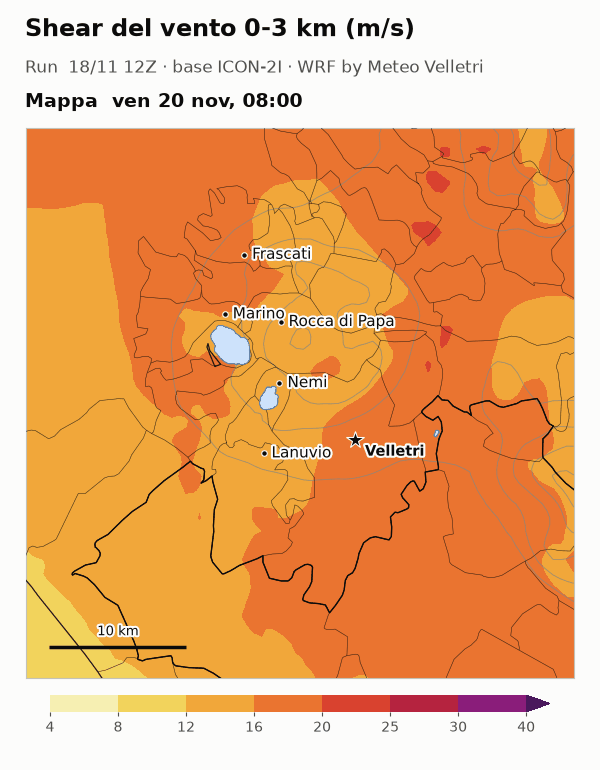 Shear del vento 0-3 km (m/s)
Run  18/11 12Z · base ICON-2I · WRF by Meteo Velletri
Mappa  ven 20 nov, 08:00
Frascati
Marino
Rocca di Papa
Nemi
Velletri
Lanuvio
10 km
4 8 12 16 20 25 30 40